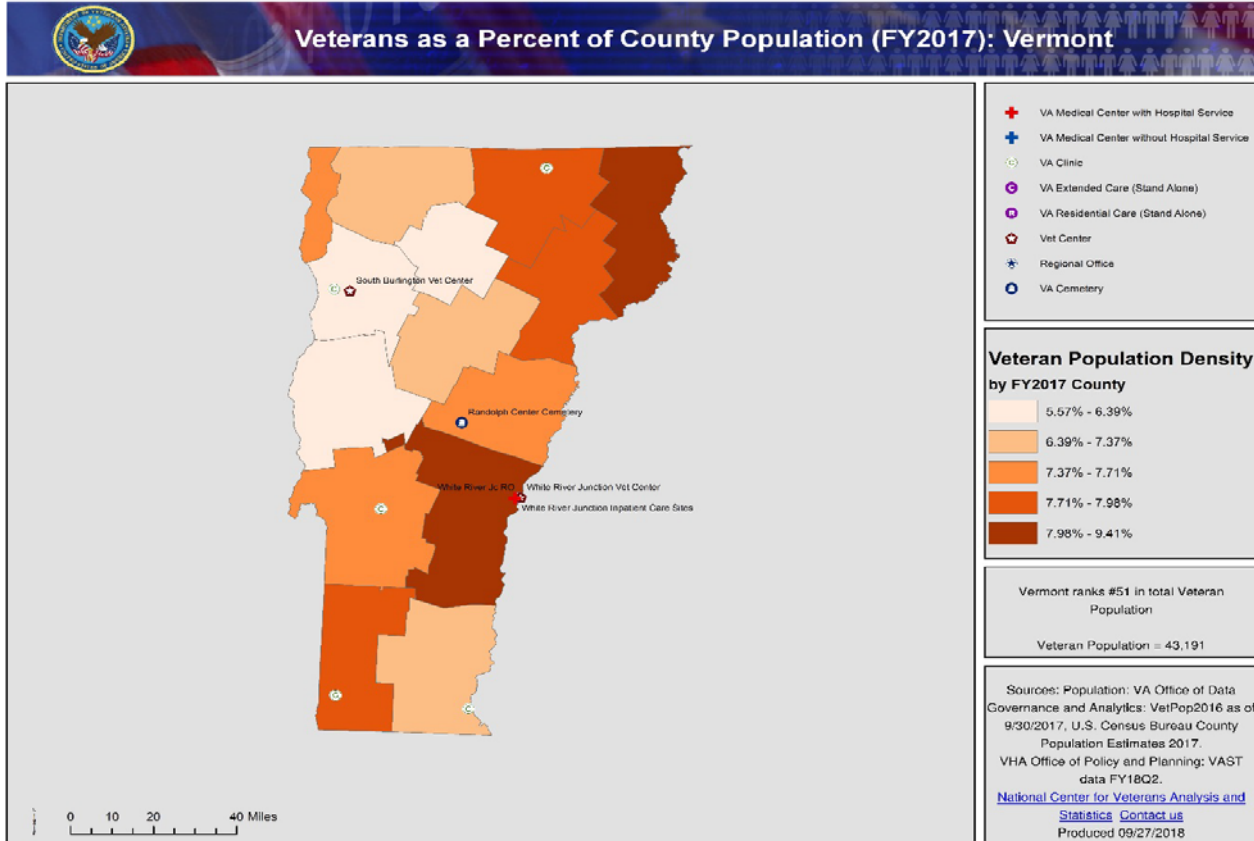 Veterans as a Percent of County Population (FY2017): Vermont
South Burlington Vet Center
Randolph Center Cemetery
White River Jc RO
White River Junction Vet Center
White River Junction Inpatient Care Sites
0 10 20 40 Miles
VA Medical Center with Hospital Service
VA Medical Center without Hospital Service
VA Clinic
VA Extended Care (Stand Alone)
VA Residential Care (Stand Alone)
Vet Center
Regional Office
VA Cemetery
Veteran Population Density
by FY2017 County
5.57% - 6.39%
6.39% - 7.37%
7.37% - 7.71%
7.71% - 7.98%
7.98% - 9.41%
Vermont ranks #51 in total Veteran
Population
Veteran Population = 43,191
Sources: Population: VA Office of Data
Governance and Analytics: VetPop2016 as of
9/30/2017, U.S. Census Bureau County
Population Estimates 2017.
VHA Office of Policy and Planning: VAST
data FY18Q2.
National Center for Veterans Analysis and
Statistics Contact us
Produced 09/27/2018